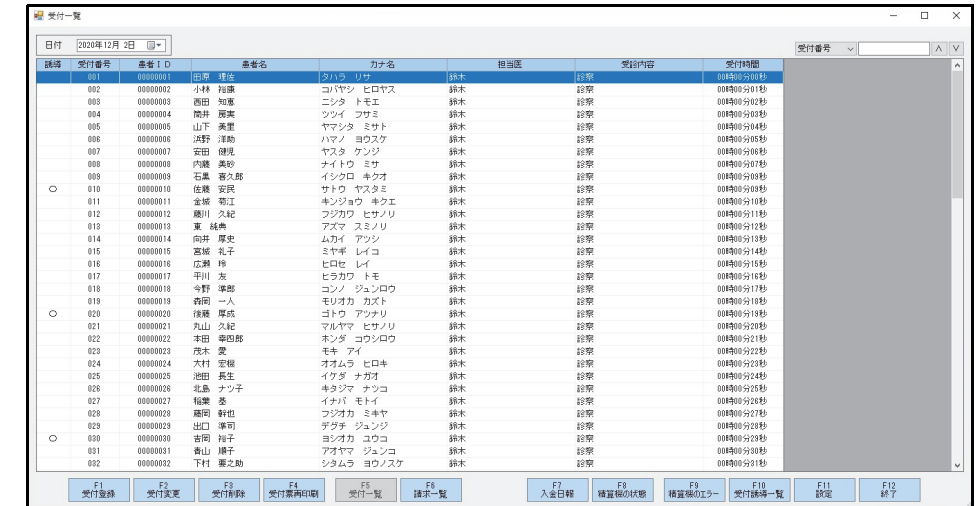 受付一覧
日付 2020年12月 2日
受付番号
誘導 受付番号 患者ＩＤ 患者名 カナ名 担当医 受診内容 受付時間
001 00000001 田原 理佐 タハラ リサ 鈴木 診察 00時00分00秒
002 00000002 小林 裕康 コバヤシ ヒロヤス 鈴木 診察 00時00分01秒
003 00000003 西田 知恵 ニシタ トモエ 鈴木 診察 00時00分02秒
004 00000004 筒井 房実 ツツイ フサミ 鈴木 診察 00時00分03秒
005 00000005 山下 美里 ヤマシタ ミサト 鈴木 診察 00時00分04秒
006 00000006 浜野 洋助 ハマノ ヨウスケ 鈴木 診察 00時00分05秒
007 00000007 安田 健児 ヤスタ ケンジ 鈴木 診察 00時00分06秒
008 00000008 内藤 美砂 ナイトウ ミサ 鈴木 診察 00時00分07秒
009 00000009 石黒 喜久郎 イシクロ キクオ 鈴木 診察 00時00分08秒
○ 010 00000010 佐藤 安民 サトウ ヤスタミ 鈴木 診察 00時00分09秒
011 00000011 金城 菊江 キンジョウ キクエ 鈴木 診察 00時00分10秒
012 00000012 藤川 久紀 フジカワ ヒサノリ 鈴木 診察 00時00分11秒
013 00000013 東 純典 アズマ スミノリ 鈴木 診察 00時00分12秒
014 00000014 向井 厚史 ムカイ アツシ 鈴木 診察 00時00分13秒
015 00000015 宮城 礼子 ミヤギ レイコ 鈴木 診察 00時00分14秒
016 00000016 広瀬 玲 ヒロセ レイ 鈴木 診察 00時00分15秒
017 00000017 平川 友 ヒラカワ トモ 鈴木 診察 00時00分16秒
018 00000018 今野 準郎 コンノ ジュンロウ 鈴木 診察 00時00分17秒
019 00000019 森岡 一人 モリオカ カズト 鈴木 診察 00時00分18秒
○ 020 00000020 後藤 厚成 ゴトウ アツナリ 鈴木 診察 00時00分19秒
021 00000021 丸山 久紀 マルヤマ ヒサノリ 鈴木 診察 00時00分20秒
022 00000022 本田 幸四郎 ホンダ コウシロウ 鈴木 診察 00時00分21秒
023 00000023 茂木 愛 モキ アイ 鈴木 診察 00時00分22秒
024 00000024 大村 宏樹 オオムラ ヒロキ 鈴木 診察 00時00分23秒
025 00000025 池田 長生 イケダ ナガオ 鈴木 診察 00時00分24秒
026 00000026 北島 ナツ子 キタジマ ナツコ 鈴木 診察 00時00分25秒
027 00000027 稲葉 基 イナバ モトイ 鈴木 診察 00時00分26秒
028 00000028 藤岡 幹也 フジオカ ミキヤ 鈴木 診察 00時00分27秒
029 00000029 出口 準司 デグチ ジュンジ 鈴木 診察 00時00分28秒
○ 030 00000030 吉岡 裕子 ヨシオカ ユウコ 鈴木 診察 00時00分29秒
031 00000031 青山 順子 アオヤマ ジュンコ 鈴木 診察 00時00分30秒
032 00000032 下村 要之助 シタムラ ヨウノスケ 鈴木 診察 00時00分31秒
F1 F2 F3 F4 F5 F6 F7 F8 F9 F10 F11 F12
受付登録 受付変更 受付削除 受付票再印刷 受付一覧 請求一覧 入金日報 精算機の状態 精算機のエラー 受付誘導一覧 設定 終了